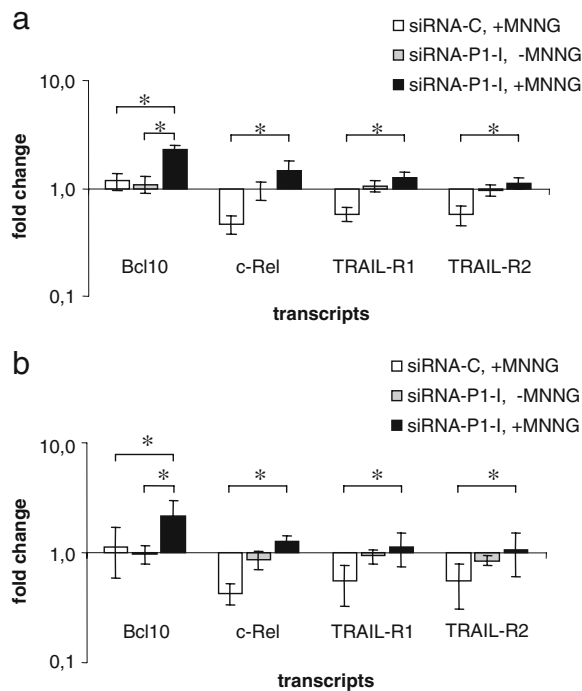 a
siRNA-C, +MNNG
siRNA-P1-I, -MNNG
siRNA-P1-I, +MNNG
10,0
1,0
0,1
fold change
* * * * *
Bcl10 c-Rel TRAIL-R1 TRAIL-R2
transcripts
b
siRNA-C, +MNNG
siRNA-P1-I, -MNNG
siRNA-P1-I, +MNNG
10,0
1,0
0,1
fold change
* * * * *
Bcl10 c-Rel TRAIL-R1 TRAIL-R2
transcripts